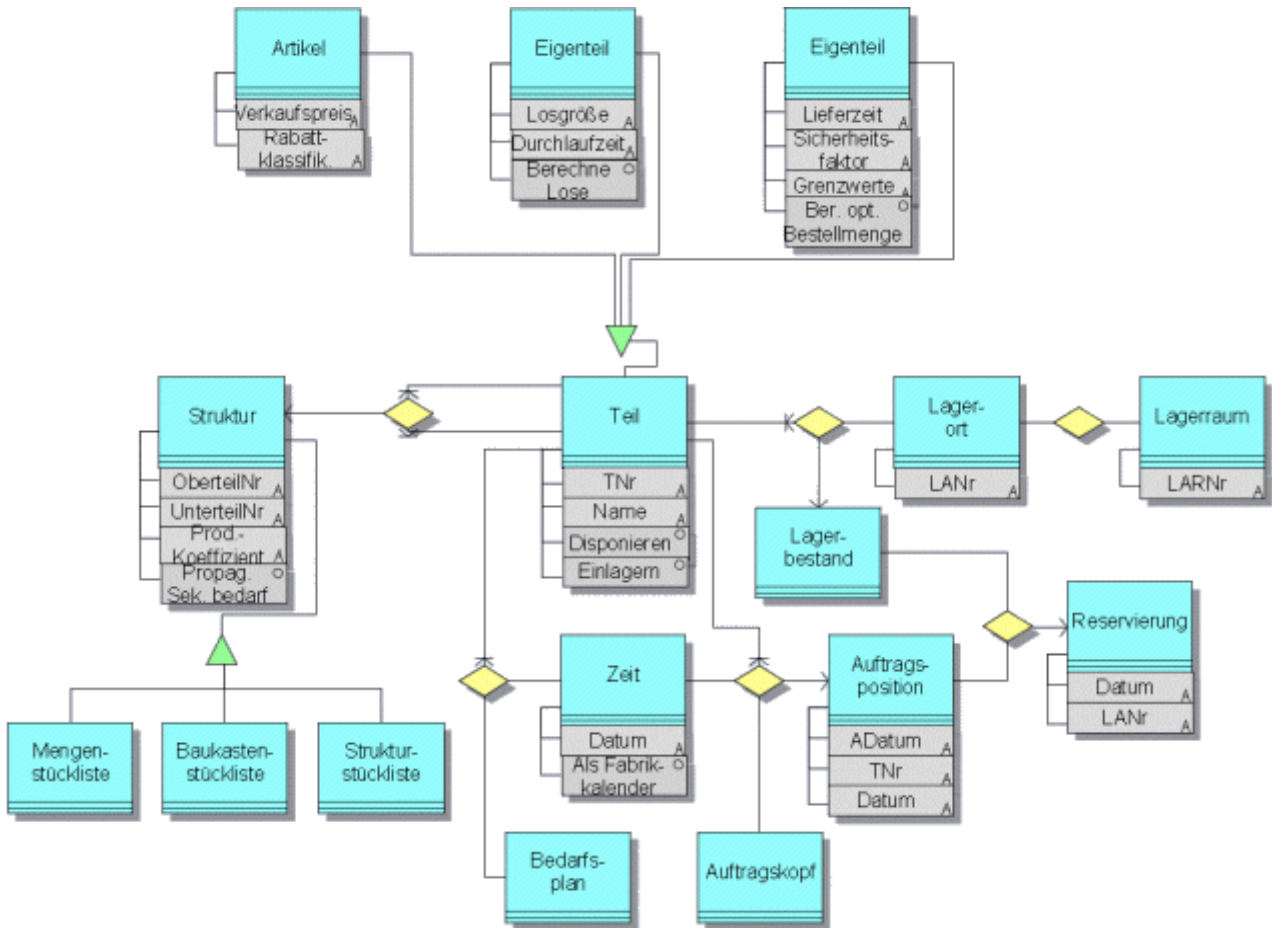 Artikel
Verkaufspreis A
Rabatt-
klassifik. A
Eigenteil
Losgröße A
Durchlaufzeit A
Berechne
Lose
Eigenteil
Lieferzeit A
Sicherheits-
faktor A
Grenzwerte A
Ber. opt.
Bestellmenge
Struktur
OberteilNr A
UnterteilNr A
Prod.-
Koeffizient A
Propag.
Sek. bedarf
Teil
TNr A
Name A
Disponieren
Einlagern
Lager-
ort
LANr A
Lagerraum
LARNr A
Lager-
bestand
Reservierung
Datum A
LANr A
Zeit
Datum A
Als Fabrik-
kalender
Auftrags-
position
ADatum A
TNr A
Datum A
Mengen-
stückliste
Baukasten-
stückliste
Struktur-
stückliste
Bedarfs-
plan
Auftragskopf